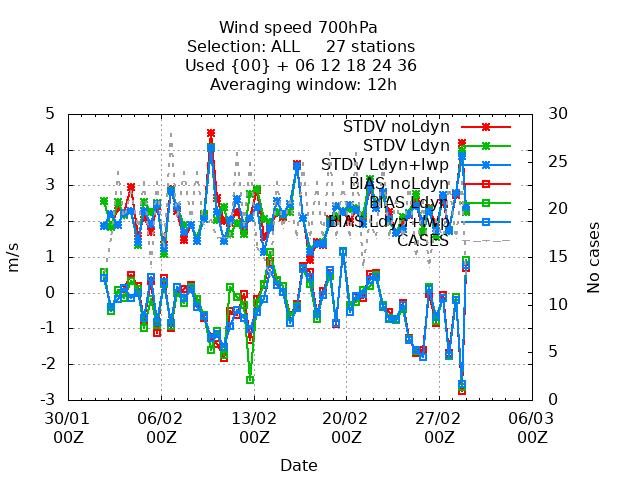 Wind speed 700hPa
Selection: ALL 27 stations
Used {00} + 06 12 18 24 36
Averaging window: 12h
STDV noLdyn
STDV Ldyn
STDV Ldyn+lwp
BIAS noLdyn
BIAS Ldyn
BIAS Ldyn+lwp
CASES
5
4
3
2
1
0
-1
-2
-3
m/s
30
25
20
15
10
5
0
No cases
30/01 06/02 13/02 20/02 27/02 06/03
00Z 00Z 00Z 00Z 00Z 00Z
Date